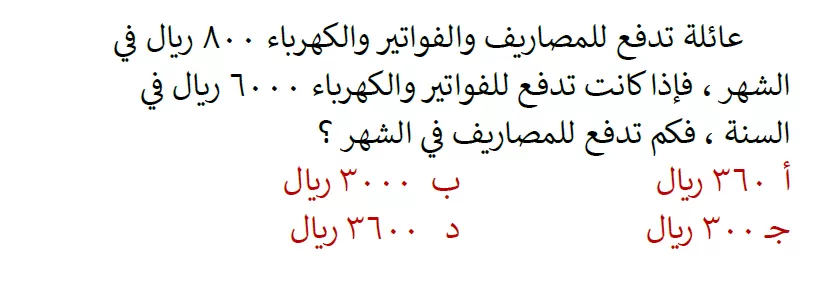 عائلة تدفع للمصاريف والفواتير والكهرباء ٨٠٠ ريال في
الشهر ، فإذا كانت تدفع للفواتير والكهرباء ٦٠٠٠ ريال في
السنة ، فكم تدفع للمصاريف في الشهر ؟
أ ٣٦٠ ريال ب ٣٠٠٠ ريال
جـ ٣٠٠ ريال د ٣٦٠٠ ريال